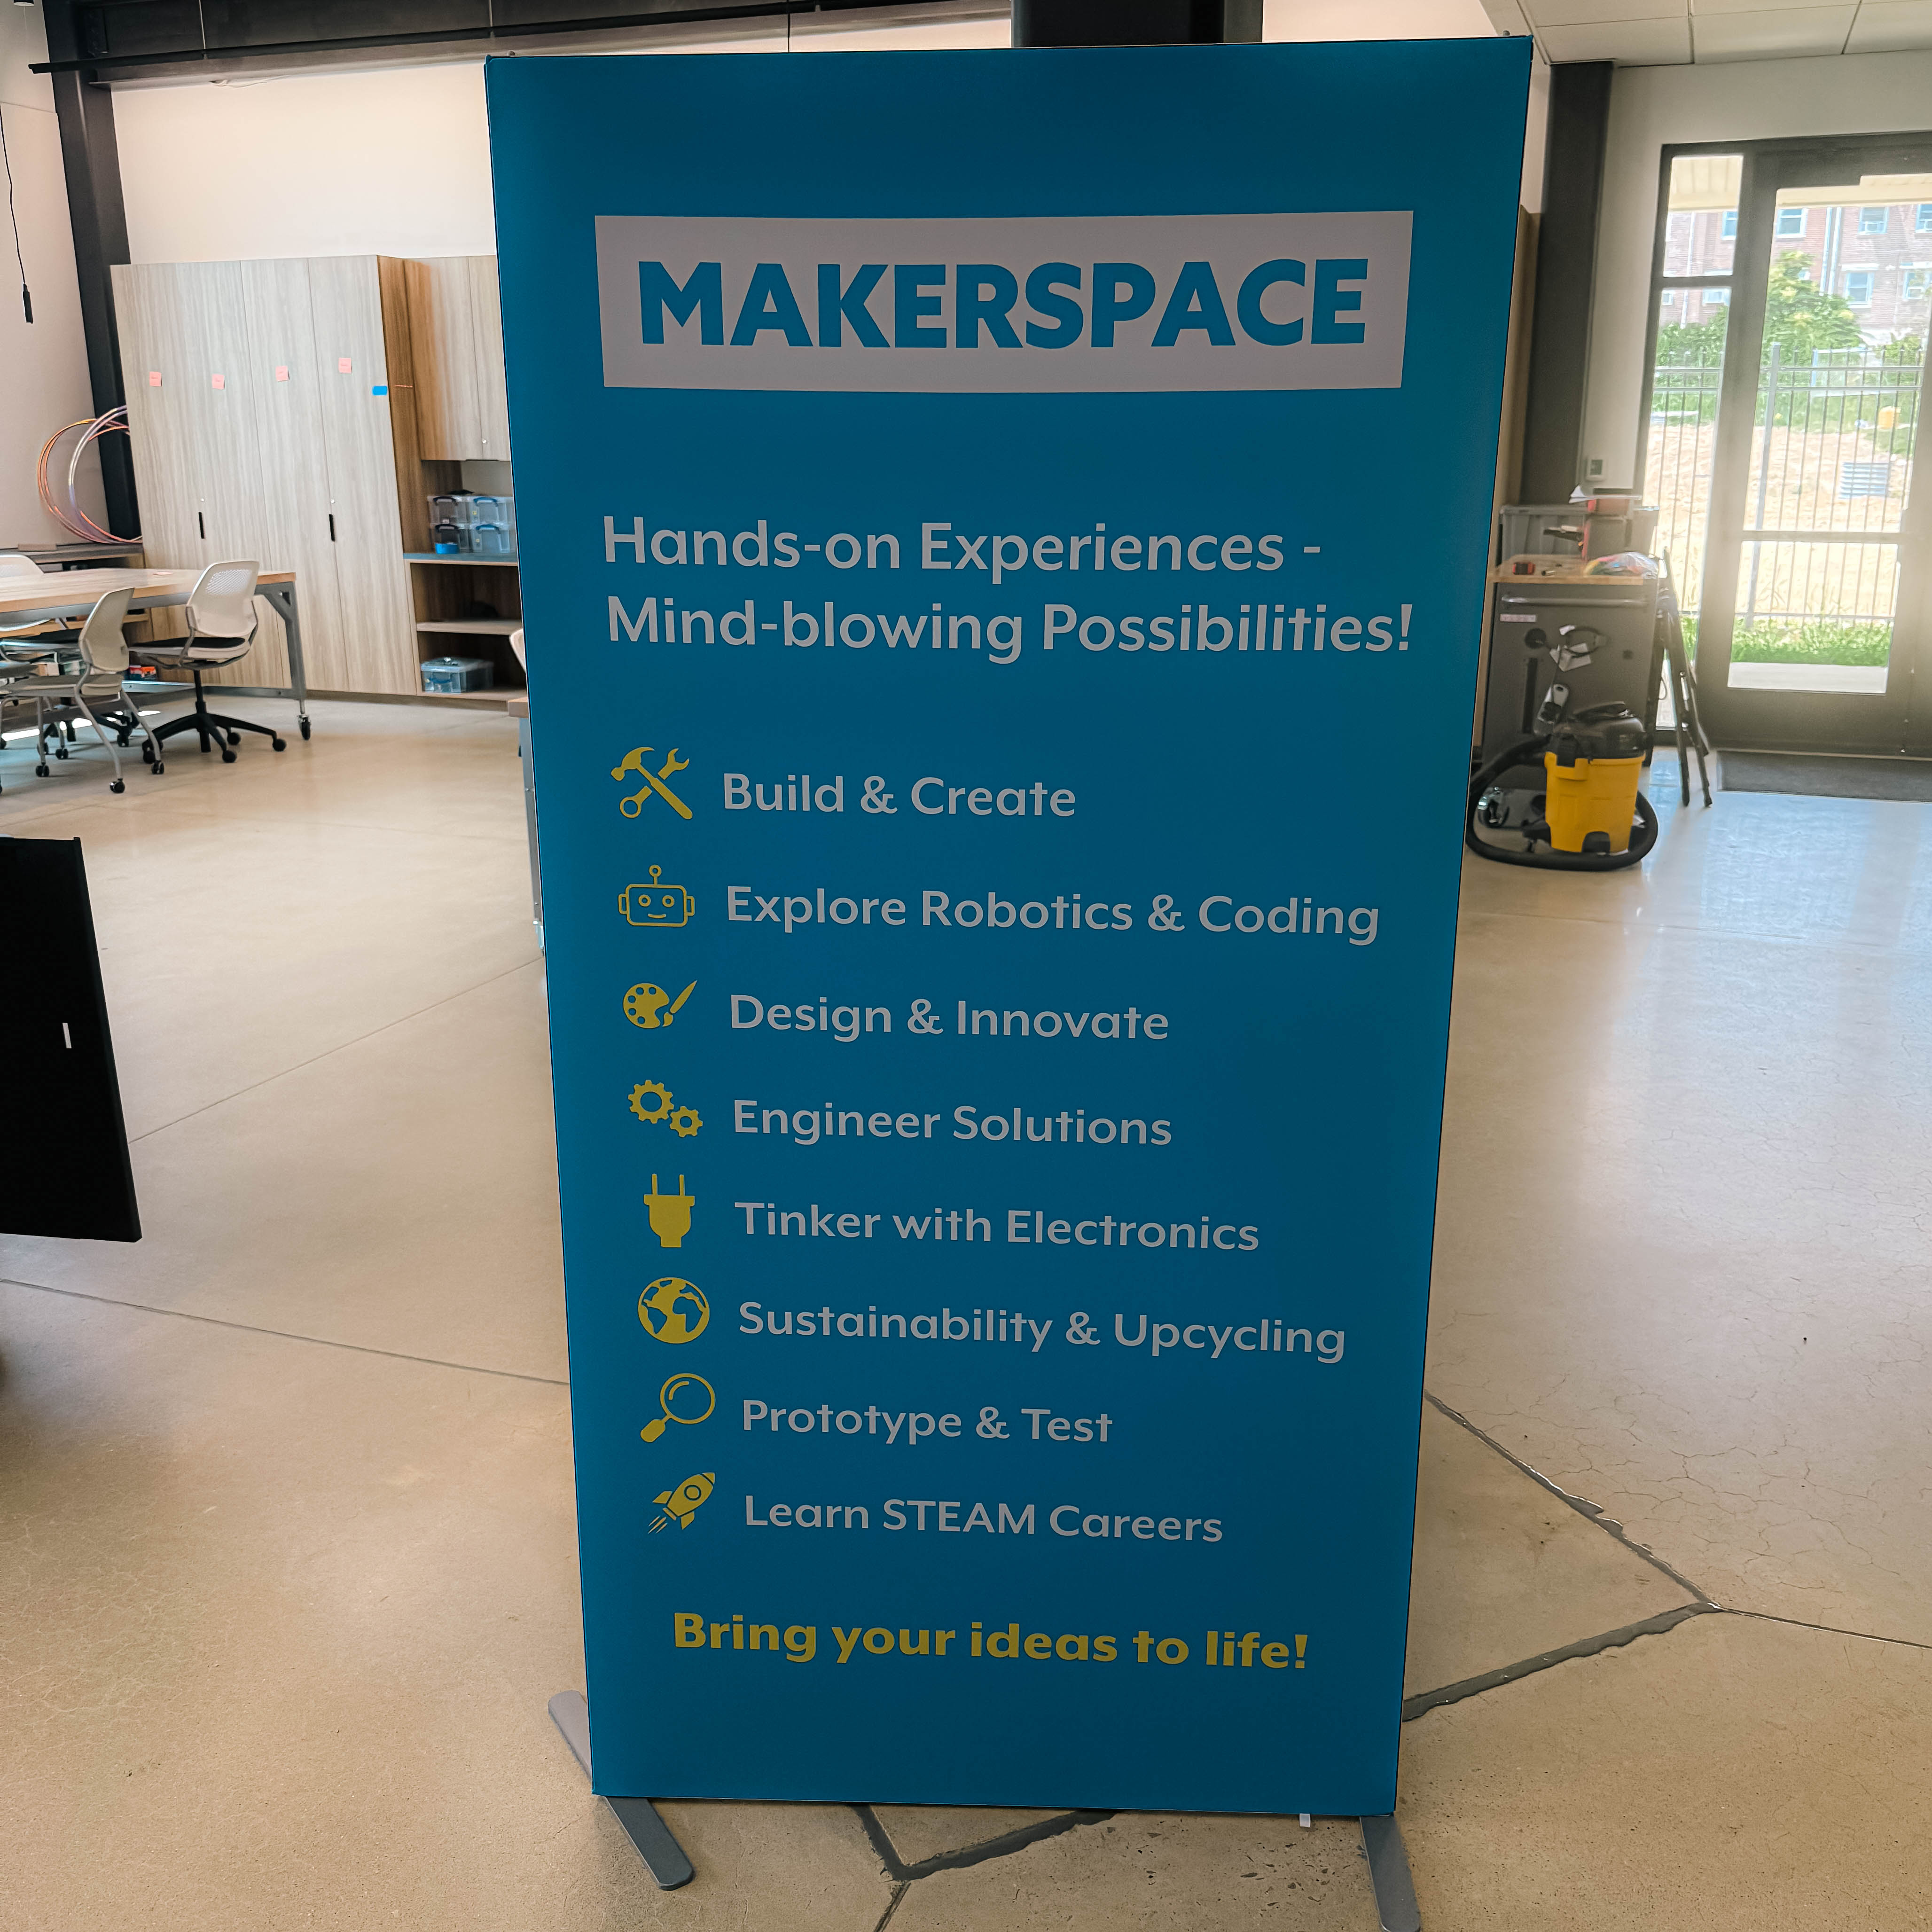 MAKERSPACE
Hands-on Experiences -
Mind-blowing Possibilities!
Build & Create
Explore Robotics & Coding
Design & Innovate
Engineer Solutions
Tinker with Electronics
Sustainability & Upcycling
Prototype & Test
Learn STEAM Careers
Bring your ideas to life!